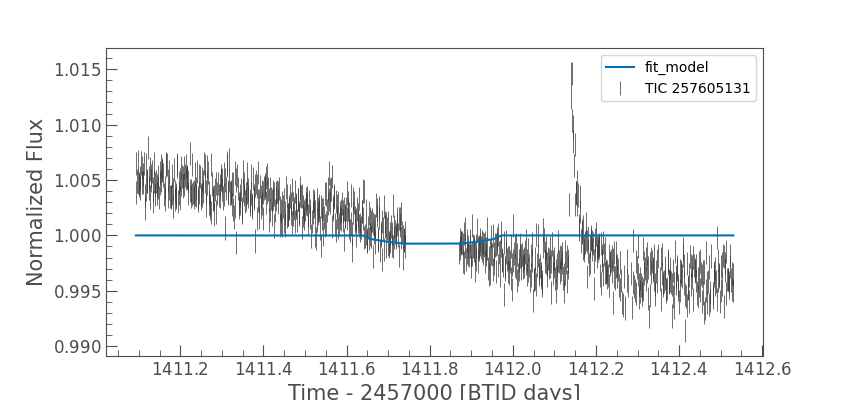 1.015
1.010
1.005
1.000
0.995
0.990
Normalized Flux
fit_model
TIC 257605131
1411.2 1411.4 1411.6 1411.8 1412.0 1412.2 1412.4 1412.6
Time - 2457000 [BTJD days]